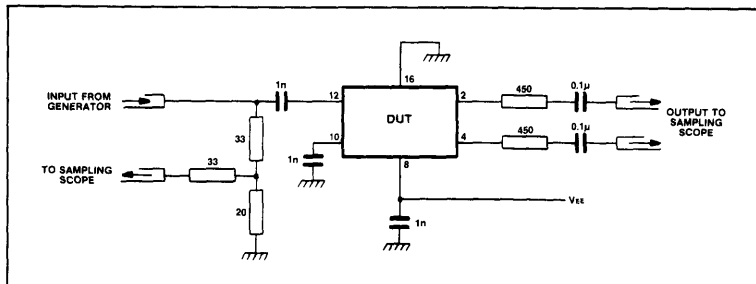 16
1n
INPUT FROM
GENERATOR
12
2
450
0.1µ
DUT
OUTPUT TO
SAMPLING
SCOPE
33
10
4
450
0.1µ
1n
TO SAMPLING
SCOPE
33
8
20
VEE
1n